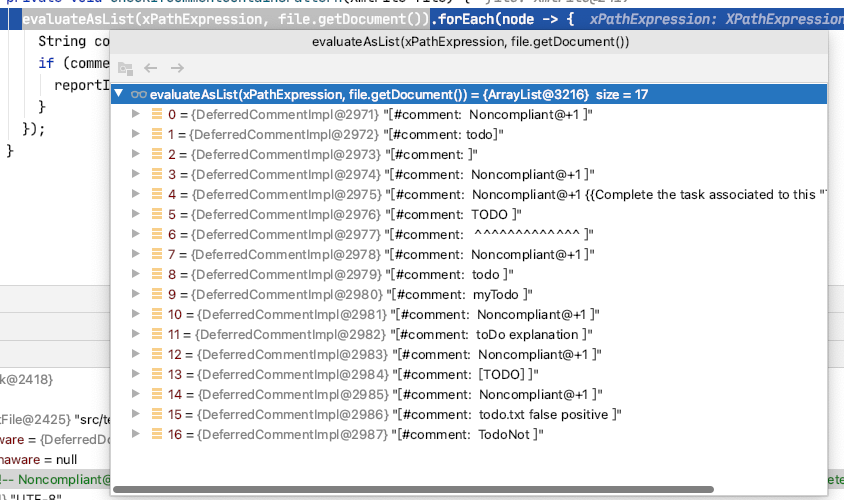 evaluateAsList(xPathExpression, file.getDocument()).forEach(node -> {  xPathExpression: XPathExpression
evaluateAsList(xPathExpression, file.getDocument())
String co
if (comme
reportI
}
});
}
evaluateAsList(xPathExpression, file.getDocument()) = {ArrayList@3216}  size = 17
0 = {DeferredCommentImpl@2971} "[#comment:  Noncompliant@+1 ]"
1 = {DeferredCommentImpl@2972} "[#comment: todo]"
2 = {DeferredCommentImpl@2973} "[#comment: ]"
3 = {DeferredCommentImpl@2974} "[#comment:  Noncompliant@+1 ]"
4 = {DeferredCommentImpl@2975} "[#comment:  Noncompliant@+1 {{Complete the task associated to this "
5 = {DeferredCommentImpl@2976} "[#comment:  TODO ]"
6 = {DeferredCommentImpl@2977} "[#comment:  ^^^^^^^^^^^^^ ]"
7 = {DeferredCommentImpl@2978} "[#comment:  Noncompliant@+1 ]"
8 = {DeferredCommentImpl@2979} "[#comment:  todo ]"
9 = {DeferredCommentImpl@2980} "[#comment:  myTodo ]"
10 = {DeferredCommentImpl@2981} "[#comment:  Noncompliant@+1 ]"
11 = {DeferredCommentImpl@2982} "[#comment:  toDo explanation ]"
12 = {DeferredCommentImpl@2983} "[#comment:  Noncompliant@+1 ]"
13 = {DeferredCommentImpl@2984} "[#comment:  [TODO] ]"
14 = {DeferredCommentImpl@2985} "[#comment:  Noncompliant@+1 ]"
15 = {DeferredCommentImpl@2986} "[#comment:  todo.txt false positive ]"
16 = {DeferredCommentImpl@2987} "[#comment:  TodoNot ]"
k@2418}
tFile@2425} "src/te
ware = {DeferredDo
naware = null
!-- Noncompliant@
] "UTF-8"